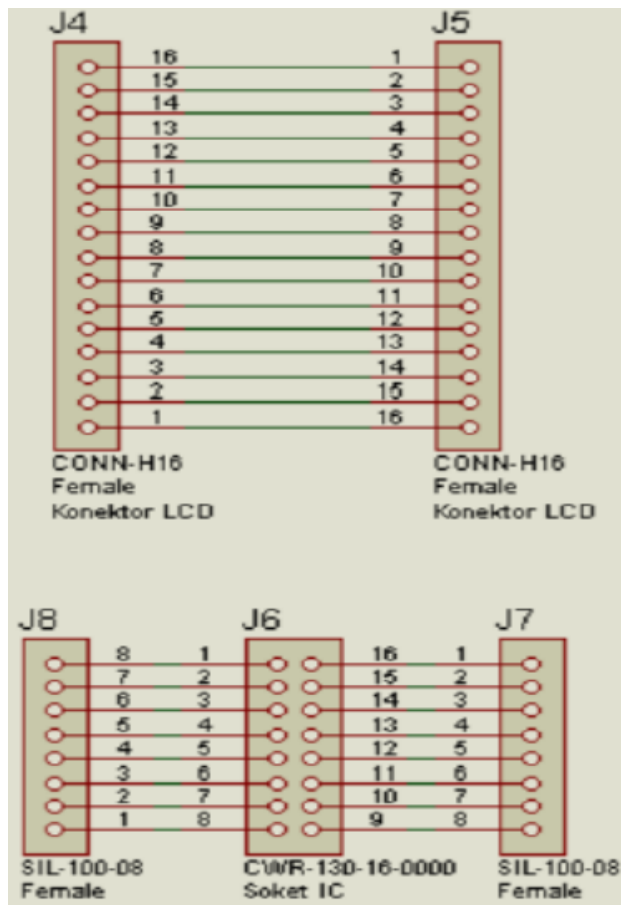 J4 J5
16 1
15 2
14 3
13 4
12 5
11 6
10 7
9 8
8 9
7 10
6 11
5 12
4 13
3 14
2 15
1 16
CONN-H16 CONN-H16
Female Female
Konektor LCD Konektor LCD
J8 J6 J7
8 1 16 1
7 2 15 2
6 3 14 3
5 4 13 4
4 5 12 5
3 6 11 6
2 7 10 7
1 8 9 8
SIL-100-08 CWR-130-16-0000 SIL-100-08
Female Soket IC Female